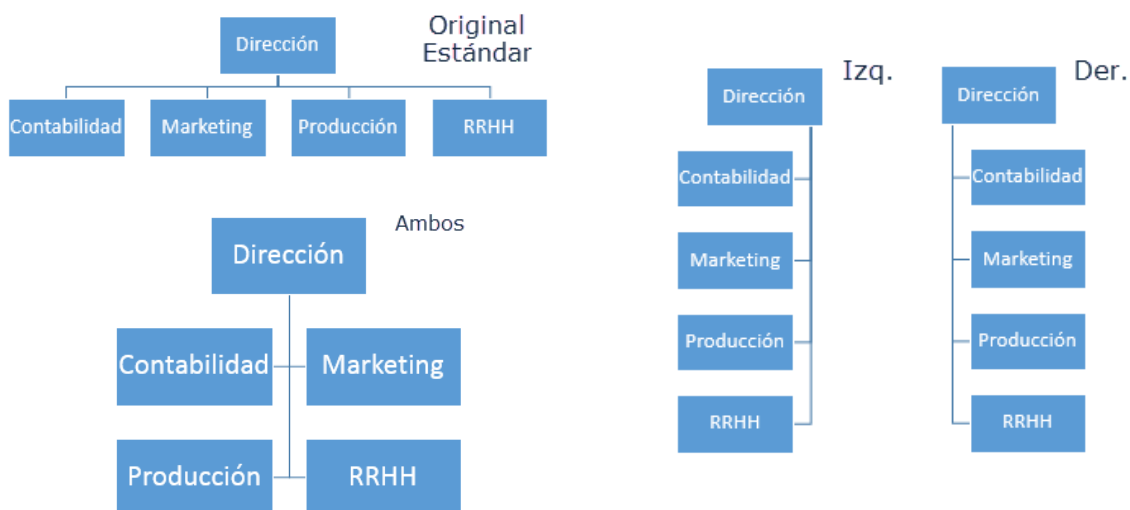 Original
Estándar
Dirección
Contabilidad
Marketing
Producción
RRHH
Ambos
Dirección
Contabilidad
Marketing
Producción
RRHH
Izq.
Dirección
Contabilidad
Marketing
Producción
RRHH
Der.
Dirección
Contabilidad
Marketing
Producción
RRHH